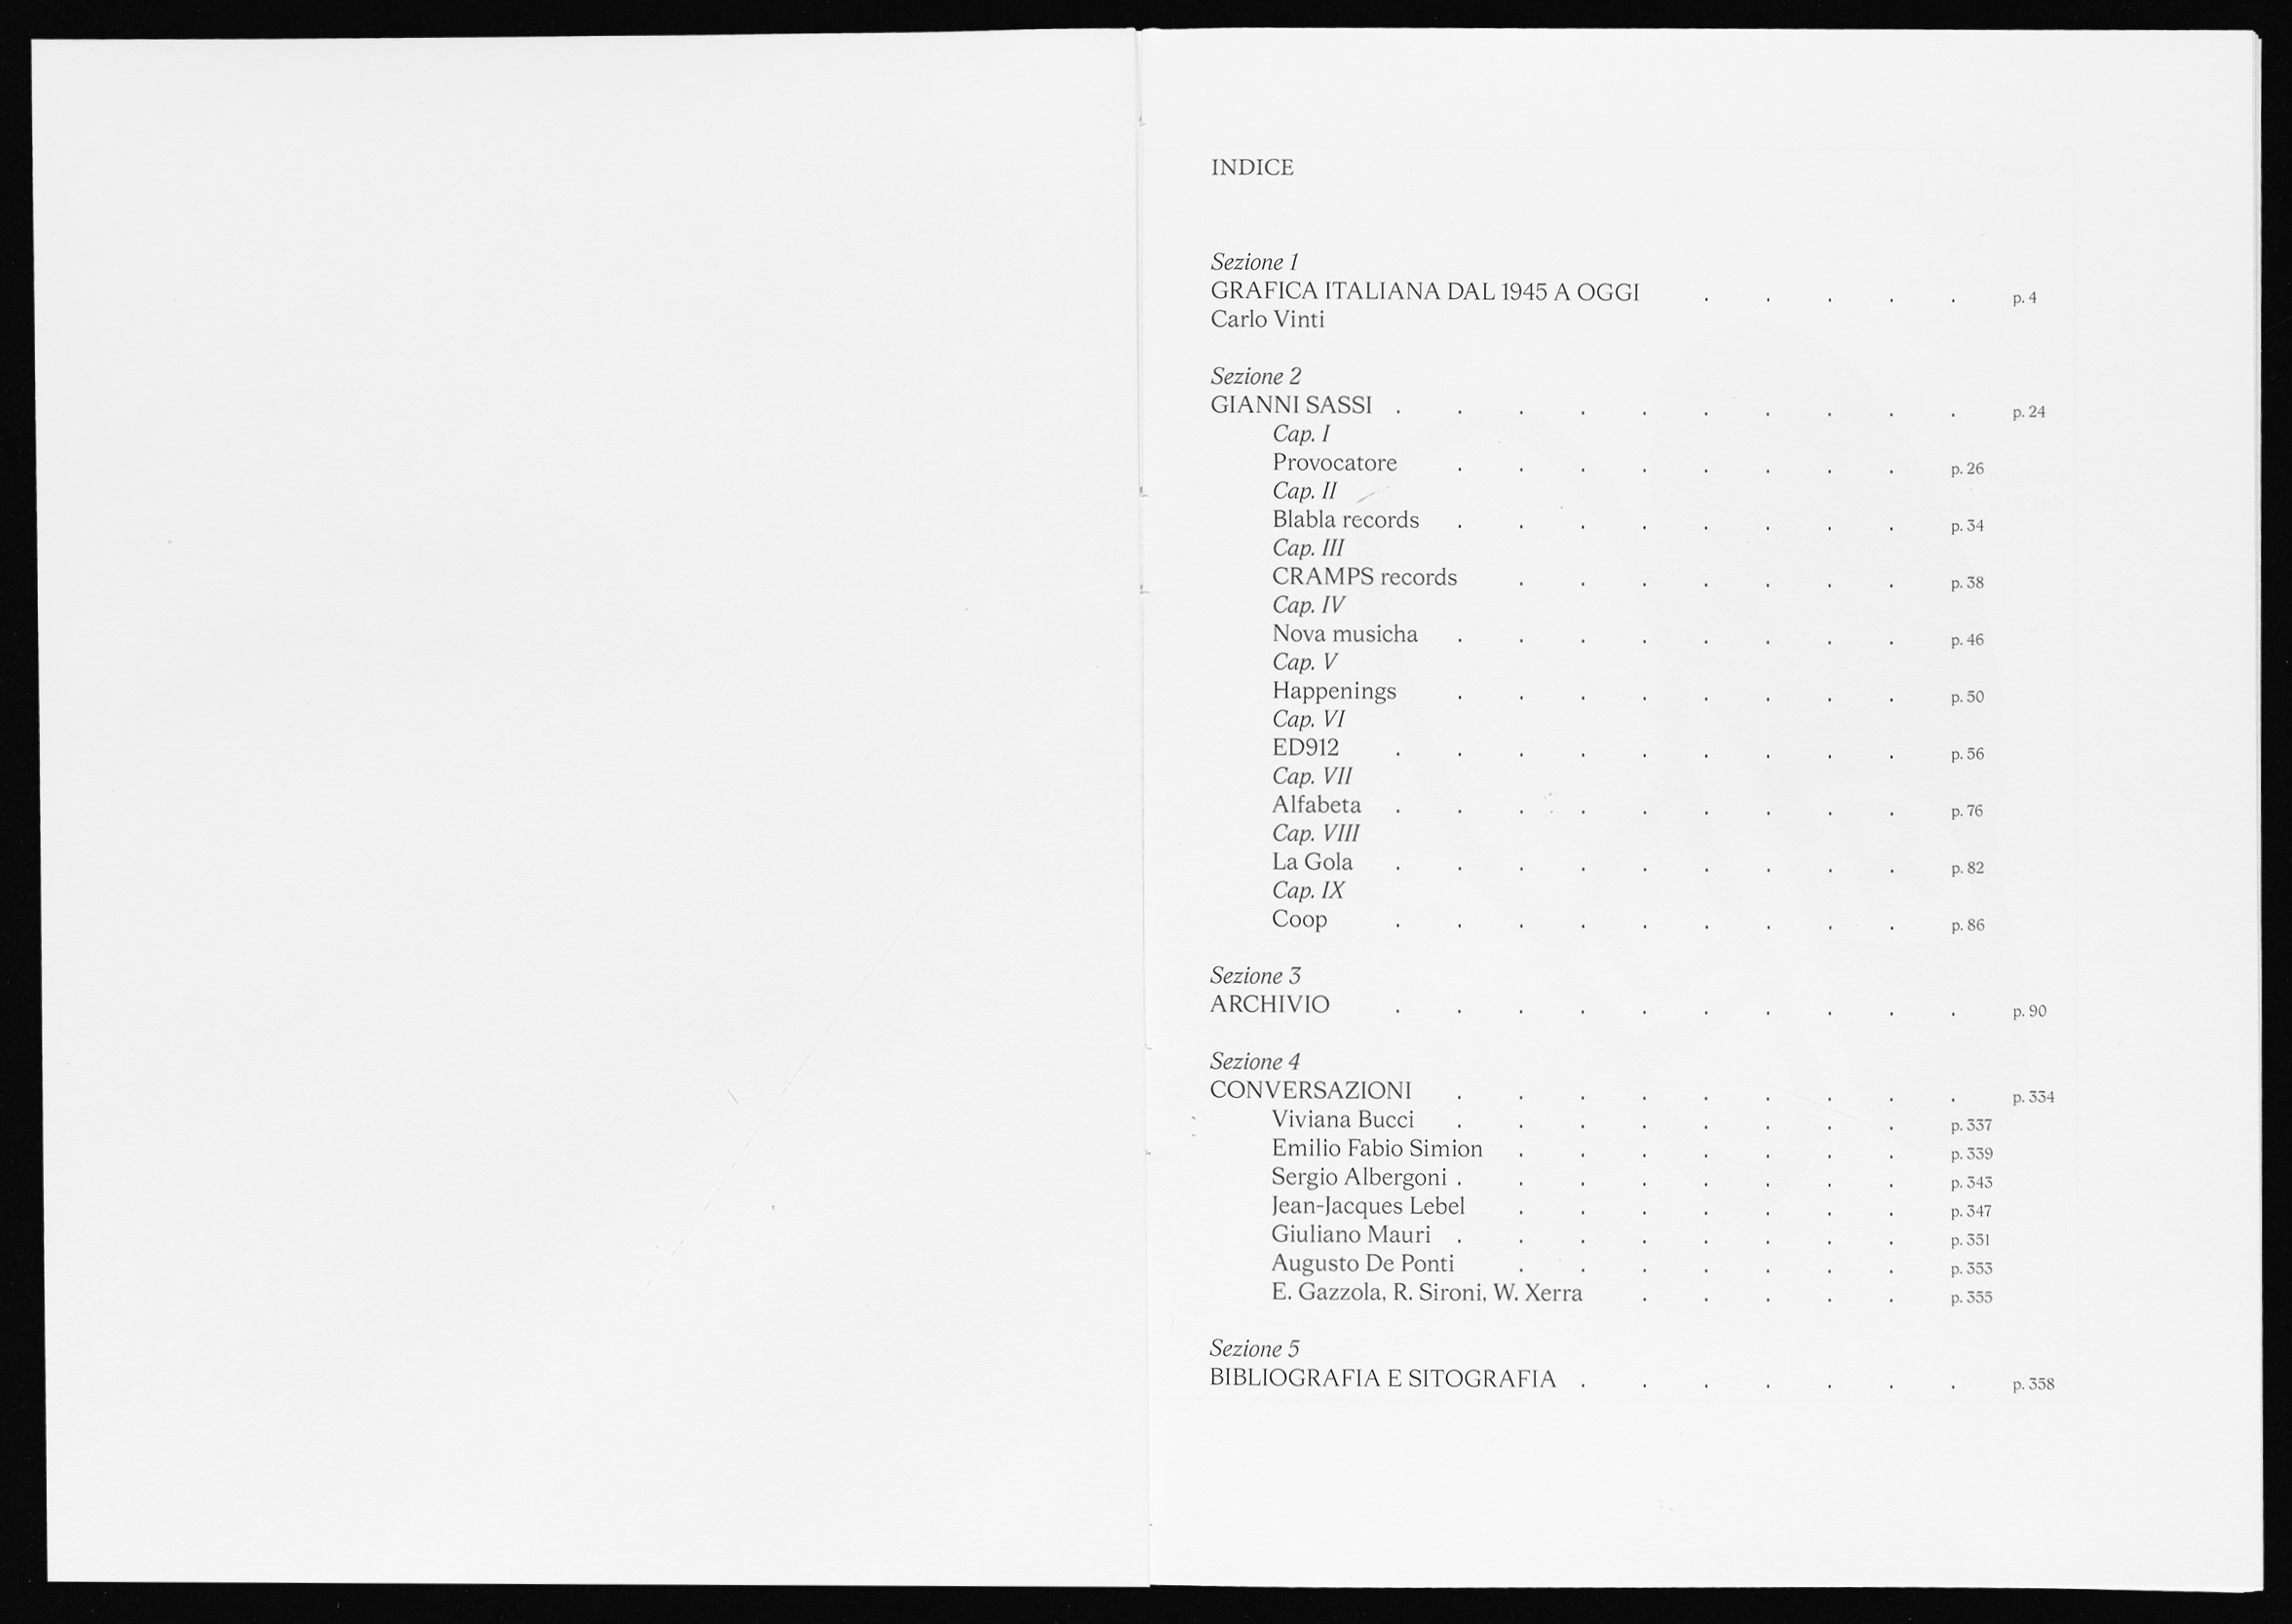 INDICE
Sezione 1
GRAFICA ITALIANA DAL 1945 A OGGI . . . . . p. 4
Carlo Vinti
Sezione 2
GIANNI SASSI . . . . . . . . . . p. 24
Cap. I
Provocatore . . . . . . . . p. 26
Cap. II
Blabla records . . . . . . . . p. 34
Cap. III
CRAMPS records . . . . . . . p. 38
Cap. IV
Nova musicha . . . . . . . . p. 46
Cap. V
Happenings . . . . . . . . p. 50
Cap. VI
ED912 . . . . . . . . . p. 56
Cap. VII
Alfabeta . . . . . . . . . p. 76
Cap. VIII
La Gola . . . . . . . . . p. 82
Cap. IX
Coop . . . . . . . . . p. 86
Sezione 3
ARCHIVIO . . . . . . . . . . p. 90
Sezione 4
CONVERSAZIONI . . . . . . . . . p. 334
Viviana Bucci . . . . . . . . p. 337
Emilio Fabio Simion . . . . . . . p. 339
Sergio Albergoni . . . . . . . . p. 343
Jean-Jacques Lebel . . . . . . . p. 347
Giuliano Mauri . . . . . . . . p. 351
Augusto De Ponti . . . . . . . p. 353
E. Gazzola, R. Sironi, W. Xerra . . . . . p. 355
Sezione 5
BIBLIOGRAFIA E SITOGRAFIA . . . . . . . p. 358